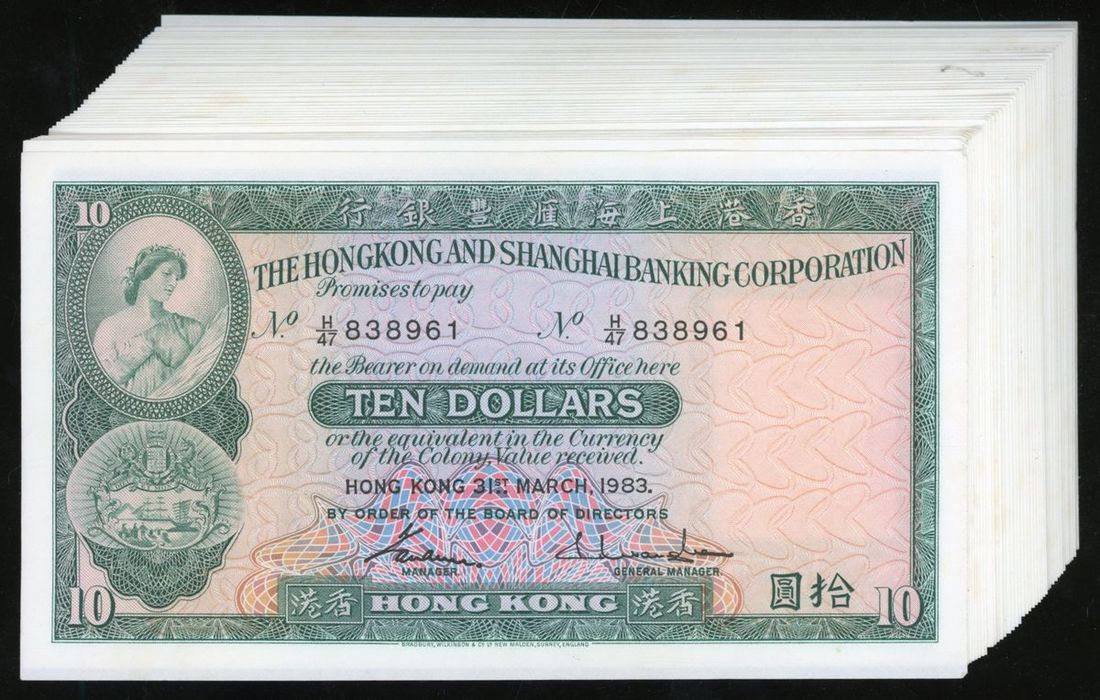 行銀豐滙海上港香
10
THE HONGKONG AND SHANGHAI BANKING CORPORATION
Promises to pay
No. H/47 838961 No. H/47 838961
the Bearer on demand at its Office here
TEN DOLLARS
or the equivalent in the Currency
of the Colony, Value received.
HONG KONG 31ST MARCH, 1983.
BY ORDER OF THE BOARD OF DIRECTORS
MANAGER. GENERAL MANAGER.
圓拾
10 港香 HONG KONG 港香 10
BRADBURY, WILKINSON & Co. Ld. NEW MALDEN, SURREY, ENGLAND